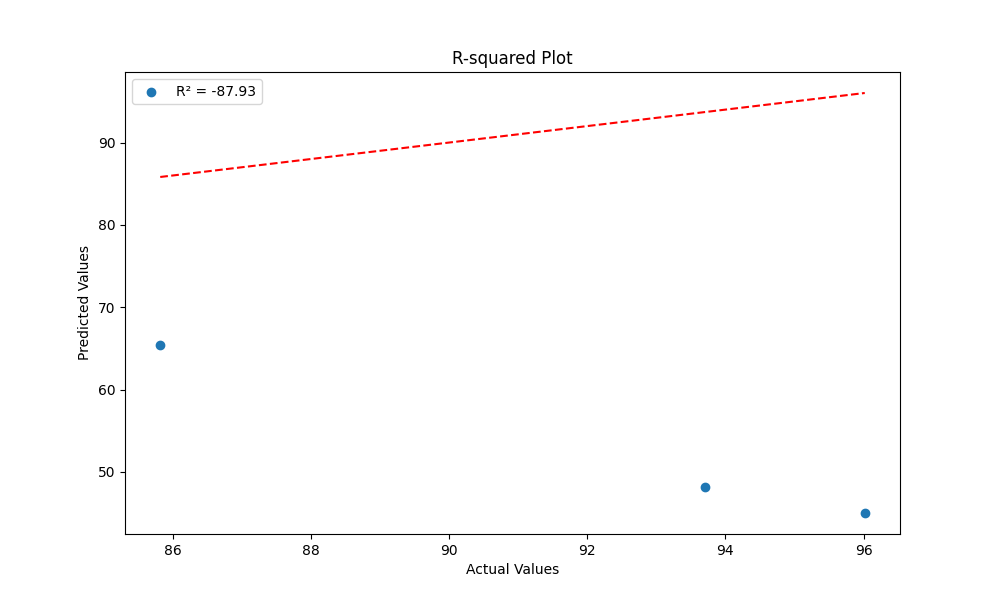 R-squared Plot
R² = -87.93
90
80
70
60
50
Predicted Values
86 88 90 92 94 96
Actual Values